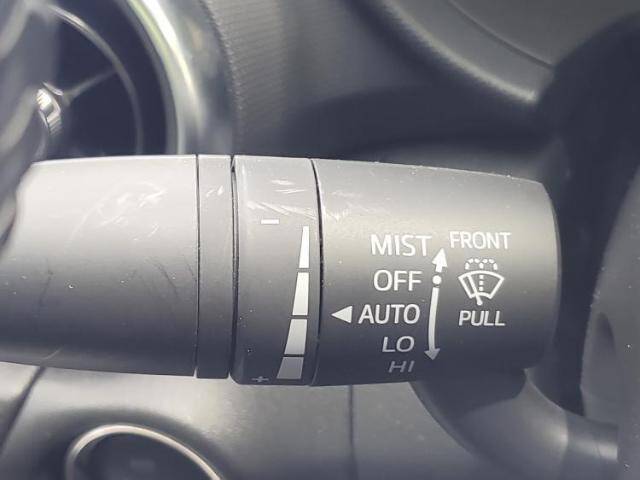 −
MIST
OFF
◀ AUTO
LO
HI
+
FRONT
PULL